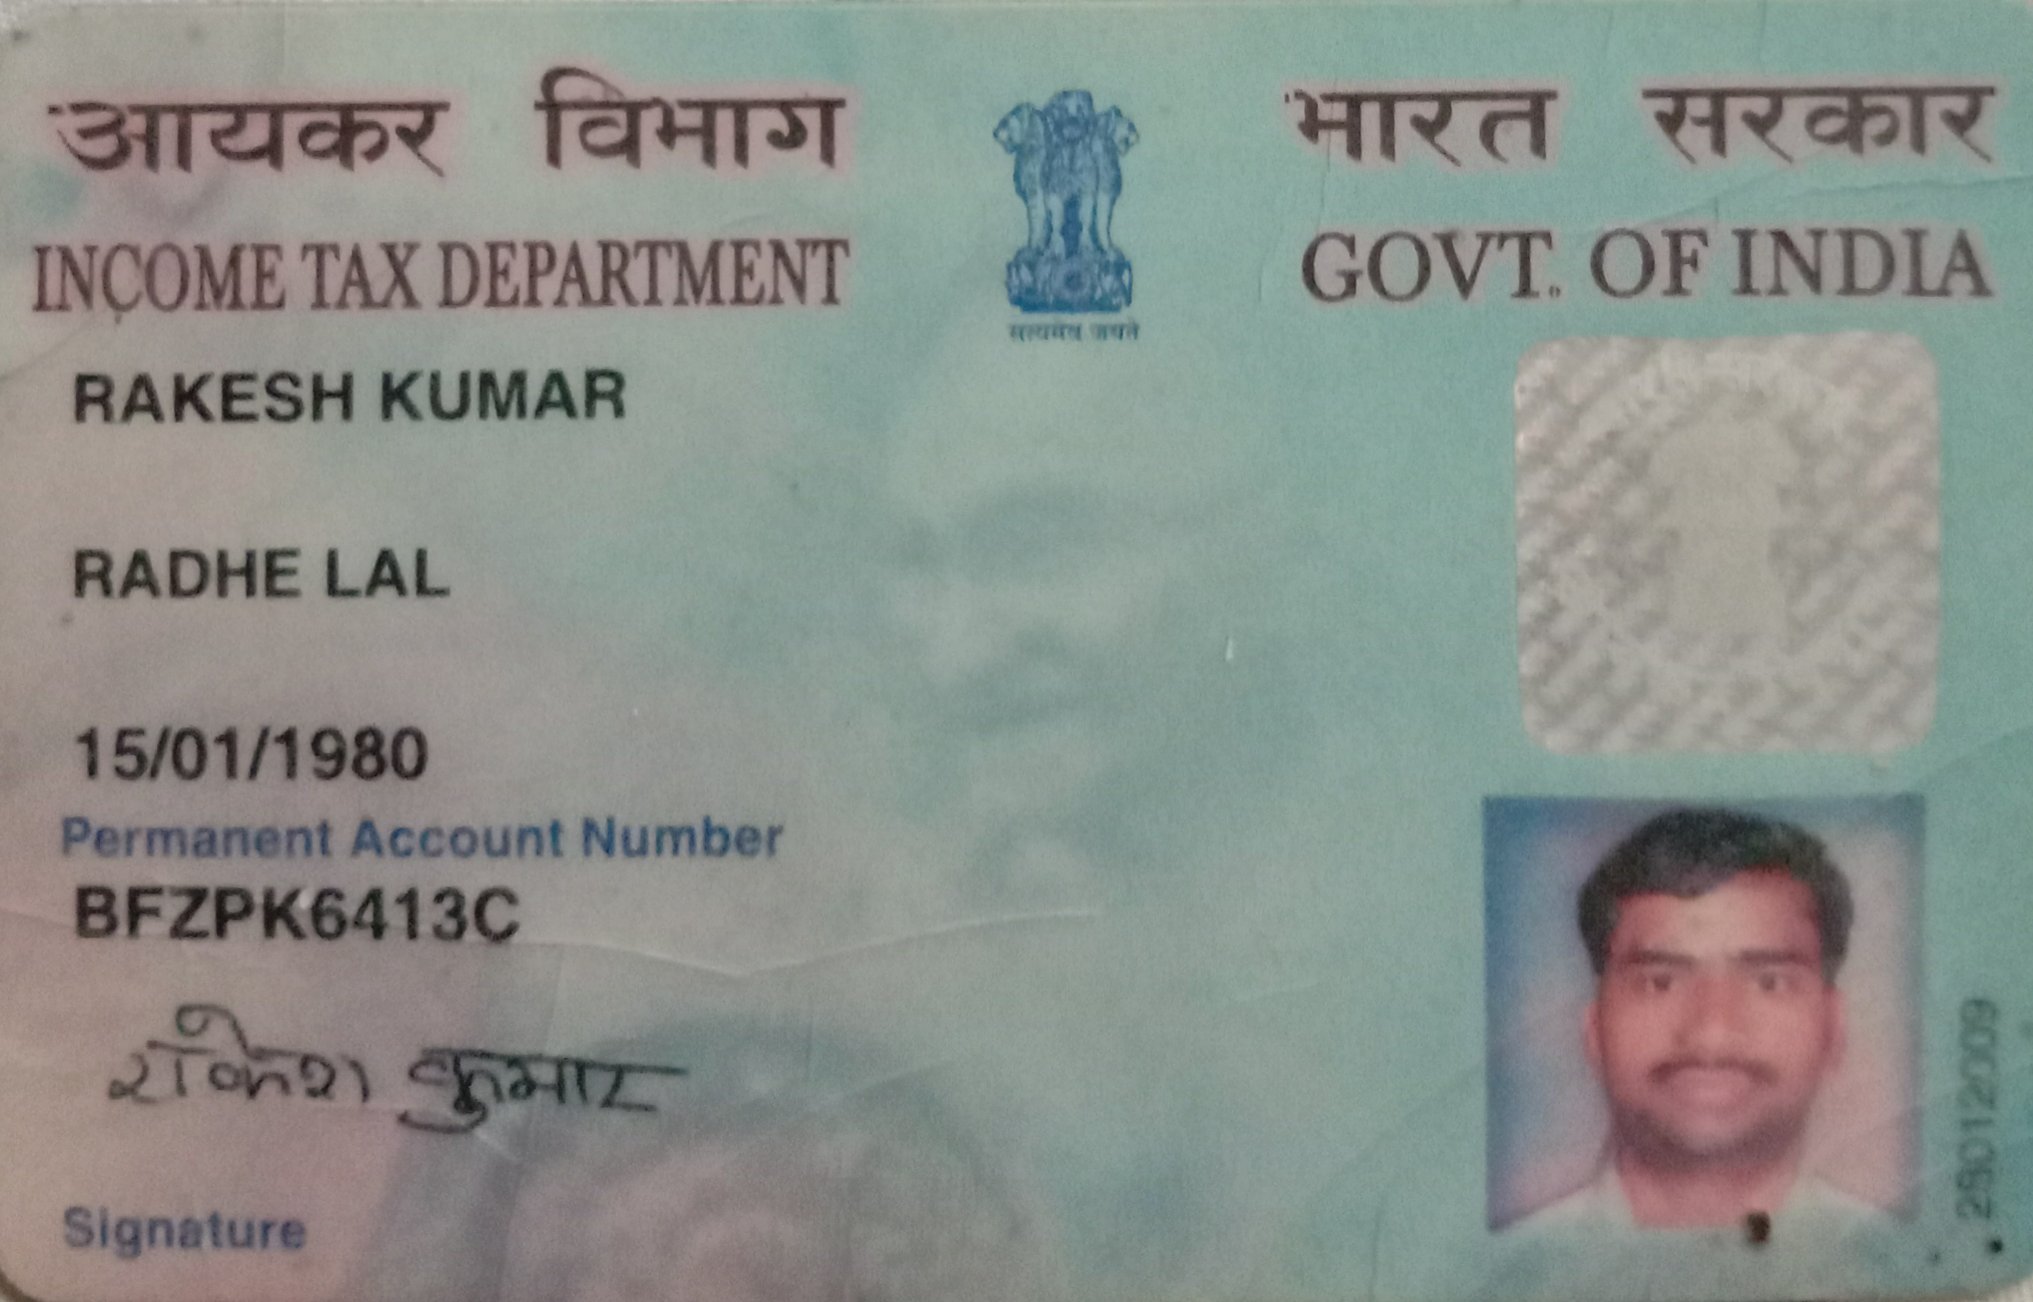 आयकर विभाग
भारत सरकार
INCOME TAX DEPARTMENT
GOVT. OF INDIA
सत्यमेव जयते
RAKESH KUMAR
RADHE LAL
15/01/1980
Permanent Account Number
BFZPK6413C
राकेश कुमार
Signature
28012009